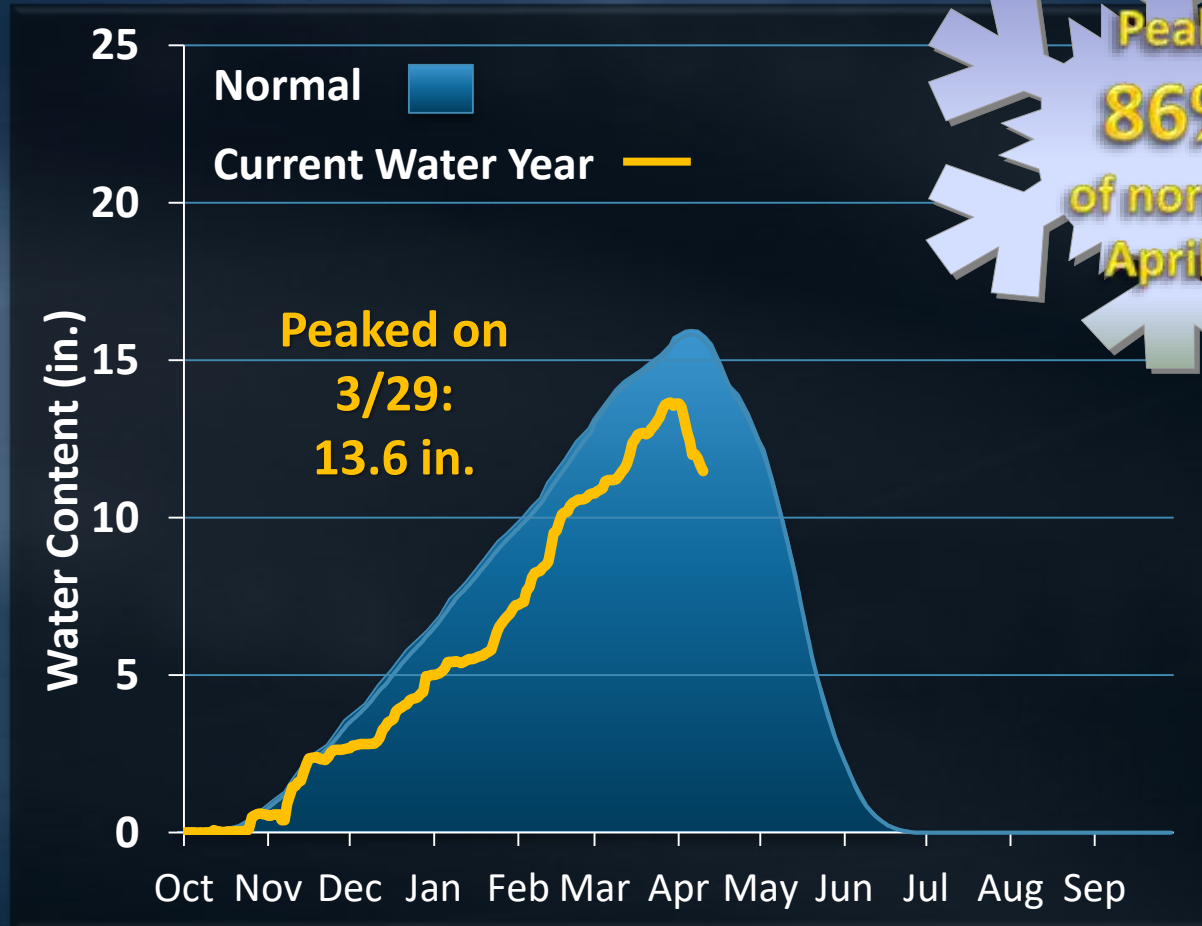 25
Normal
Current Water Year
20
of
Peaked on
3/29:
13.6 in.
15
Water Content (in.)
10
5
0
Oct Nov Dec Jan Feb Mar Apr May Jun Jul Aug Sep